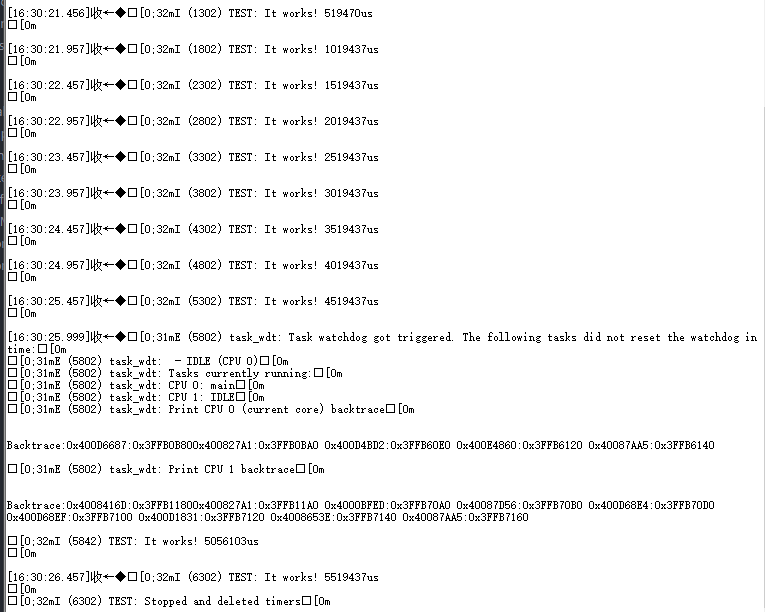 [16:30:21.456]收←◆□[0;32mI (1302) TEST: It works! 519470us
□[0m
[16:30:21.957]收←◆□[0;32mI (1802) TEST: It works! 1019437us
□[0m
[16:30:22.457]收←◆□[0;32mI (2302) TEST: It works! 1519437us
□[0m
[16:30:22.957]收←◆□[0;32mI (2802) TEST: It works! 2019437us
□[0m
[16:30:23.457]收←◆□[0;32mI (3302) TEST: It works! 2519437us
□[0m
[16:30:23.957]收←◆□[0;32mI (3802) TEST: It works! 3019437us
□[0m
[16:30:24.457]收←◆□[0;32mI (4302) TEST: It works! 3519437us
□[0m
[16:30:24.957]收←◆□[0;32mI (4802) TEST: It works! 4019437us
□[0m
[16:30:25.457]收←◆□[0;32mI (5302) TEST: It works! 4519437us
□[0m
[16:30:25.999]收←◆□[0;31mE (5802) task_wdt: Task watchdog got triggered. The following tasks did not reset the watchdog in
time:□[0m
□[0;31mE (5802) task_wdt:  - IDLE (CPU 0)□[0m
□[0;31mE (5802) task_wdt: Tasks currently running:□[0m
□[0;31mE (5802) task_wdt: CPU 0: main□[0m
□[0;31mE (5802) task_wdt: CPU 1: IDLE□[0m
□[0;31mE (5802) task_wdt: Print CPU 0 (current core) backtrace□[0m
Backtrace:0x400D6687:0x3FFB0B800x400827A1:0x3FFB0BA0 0x400D4BD2:0x3FFB60E0 0x400E4860:0x3FFB6120 0x40087AA5:0x3FFB6140
□[0;31mE (5802) task_wdt: Print CPU 1 backtrace□[0m
Backtrace:0x4008416D:0x3FFB11800x400827A1:0x3FFB11A0 0x4000BFED:0x3FFB70A0 0x40087D56:0x3FFB70B0 0x400D68E4:0x3FFB70D0
0x400D68EF:0x3FFB7100 0x400D1831:0x3FFB7120 0x4008653E:0x3FFB7140 0x40087AA5:0x3FFB7160
□[0;32mI (5842) TEST: It works! 5056103us
□[0m
[16:30:26.457]收←◆□[0;32mI (6302) TEST: It works! 5519437us
□[0m
□[0;32mI (6302) TEST: Stopped and deleted timers□[0m